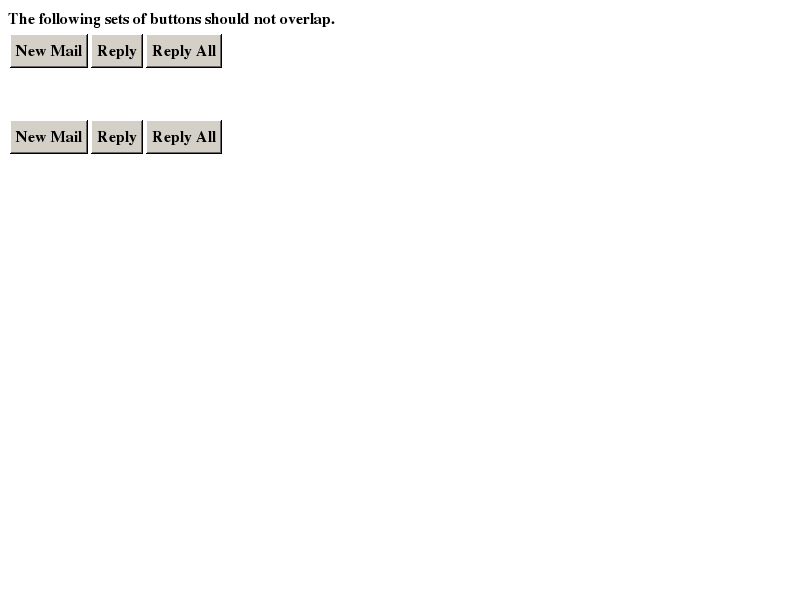 The following sets of buttons should not overlap.
New Mail Reply Reply All
New Mail Reply Reply All